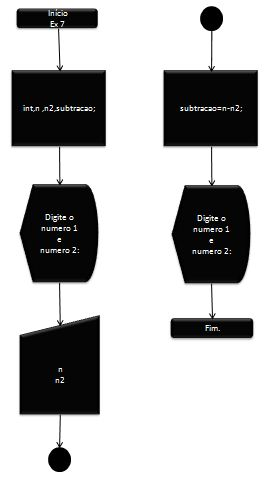 Início
Ex 7
int,n ,n2,subtracao;
Digite o
numero 1
e
numero 2:
n
n2
subtracao=n-n2;
Digite o
numero 1
e
numero 2:
Fim.